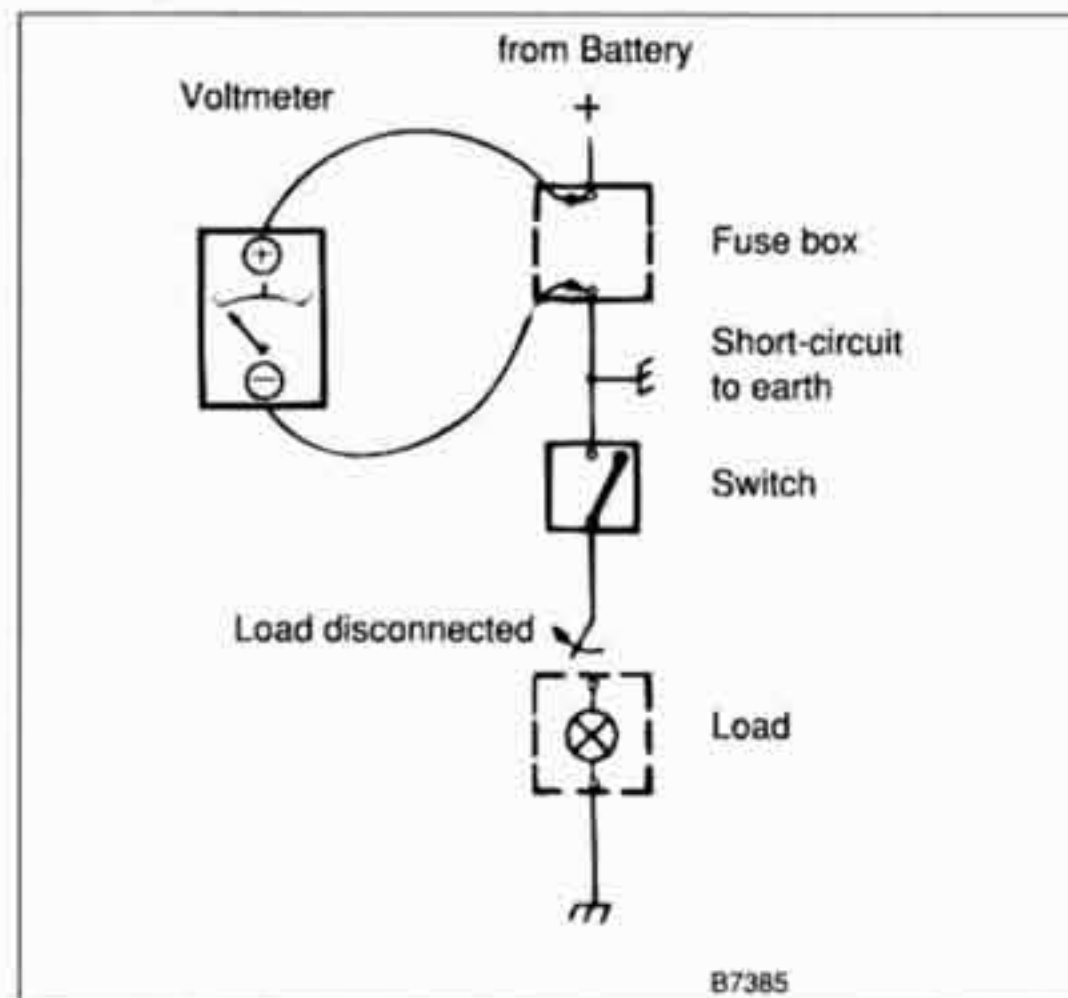 from Battery
Voltmeter
+
+
Fuse box
Short-circuit
to earth
−
Switch
Load disconnected
Load
B7385